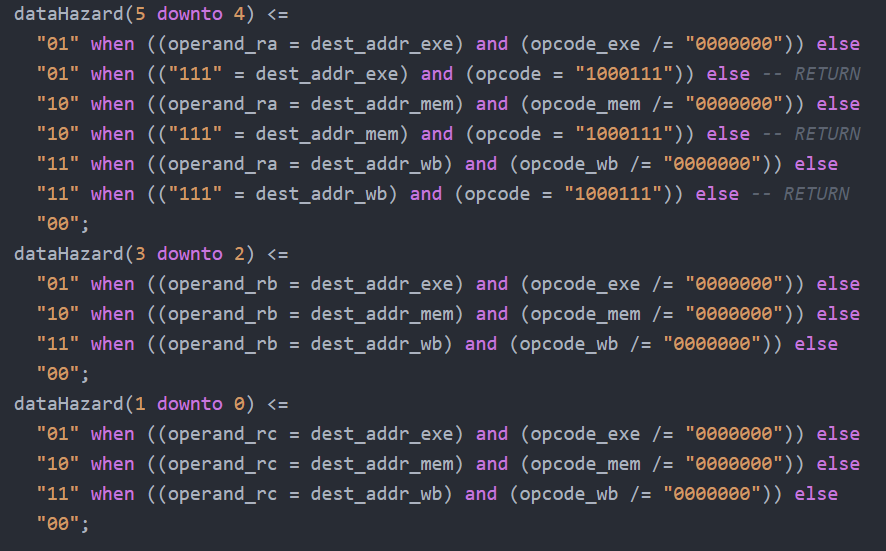 dataHazard(5 downto 4) <=
"01" when ((operand_ra = dest_addr_exe) and (opcode_exe /= "0000000")) else
"01" when (("111" = dest_addr_exe) and (opcode = "1000111")) else -- RETURN
"10" when ((operand_ra = dest_addr_mem) and (opcode_mem /= "0000000")) else
"10" when (("111" = dest_addr_mem) and (opcode = "1000111")) else -- RETURN
"11" when ((operand_ra = dest_addr_wb) and (opcode_wb /= "0000000")) else
"11" when (("111" = dest_addr_wb) and (opcode = "1000111")) else -- RETURN
"00";
dataHazard(3 downto 2) <=
"01" when ((operand_rb = dest_addr_exe) and (opcode_exe /= "0000000")) else
"10" when ((operand_rb = dest_addr_mem) and (opcode_mem /= "0000000")) else
"11" when ((operand_rb = dest_addr_wb) and (opcode_wb /= "0000000")) else
"00";
dataHazard(1 downto 0) <=
"01" when ((operand_rc = dest_addr_exe) and (opcode_exe /= "0000000")) else
"10" when ((operand_rc = dest_addr_mem) and (opcode_mem /= "0000000")) else
"11" when ((operand_rc = dest_addr_wb) and (opcode_wb /= "0000000")) else
"00";